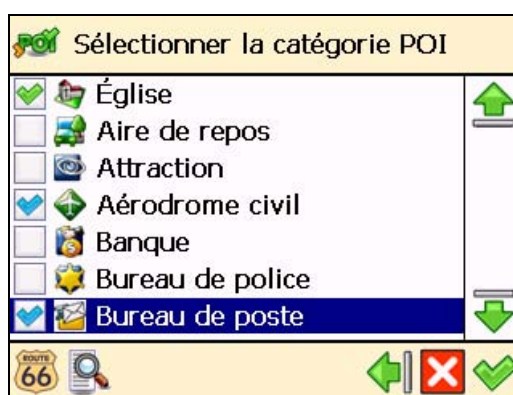 POI Sélectionner la catégorie POI
Église
Aire de repos
Attraction
Aérodrome civil
Banque
Bureau de police
Bureau de poste
ROUTE
66